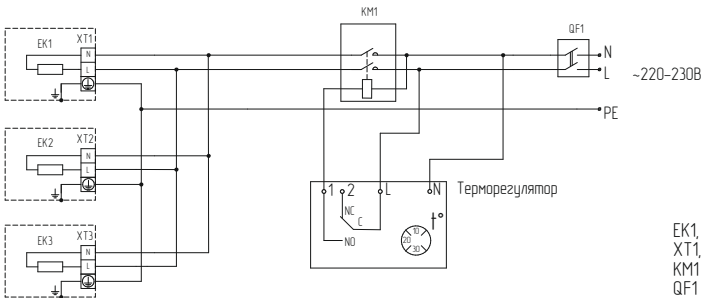 KM1
QF1
EK1 XT1
N
L
N
L
~220-230В
PE
EK2 XT2
N
L
1 2 L N
Терморегулятор
NC
C
NO
t°
10
20
30
EK3 XT3
N
L
EK1,
XT1,
KM1
QF1